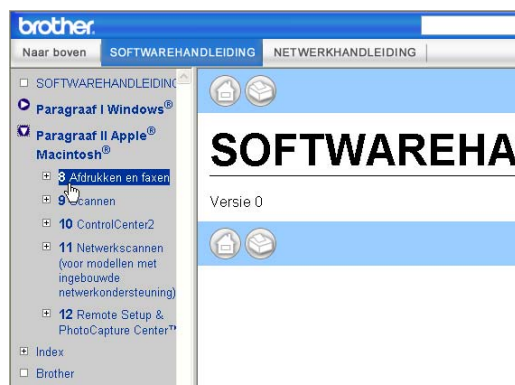 brother.
Naar boven SOFTWAREHANDLEIDING NETWERKHANDLEIDING
SOFTWAREHANDLEIDING
Paragraaf I Windows®
Paragraaf II Apple®
Macintosh®
8 Afdrukken en faxen
9 Scannen
10 ControlCenter2
11 Netwerkscannen
(voor modellen met
ingebouwde
netwerkondersteuning)
12 Remote Setup &
PhotoCapture Center™
Index
Brother
SOFTWAREHA
Versie 0